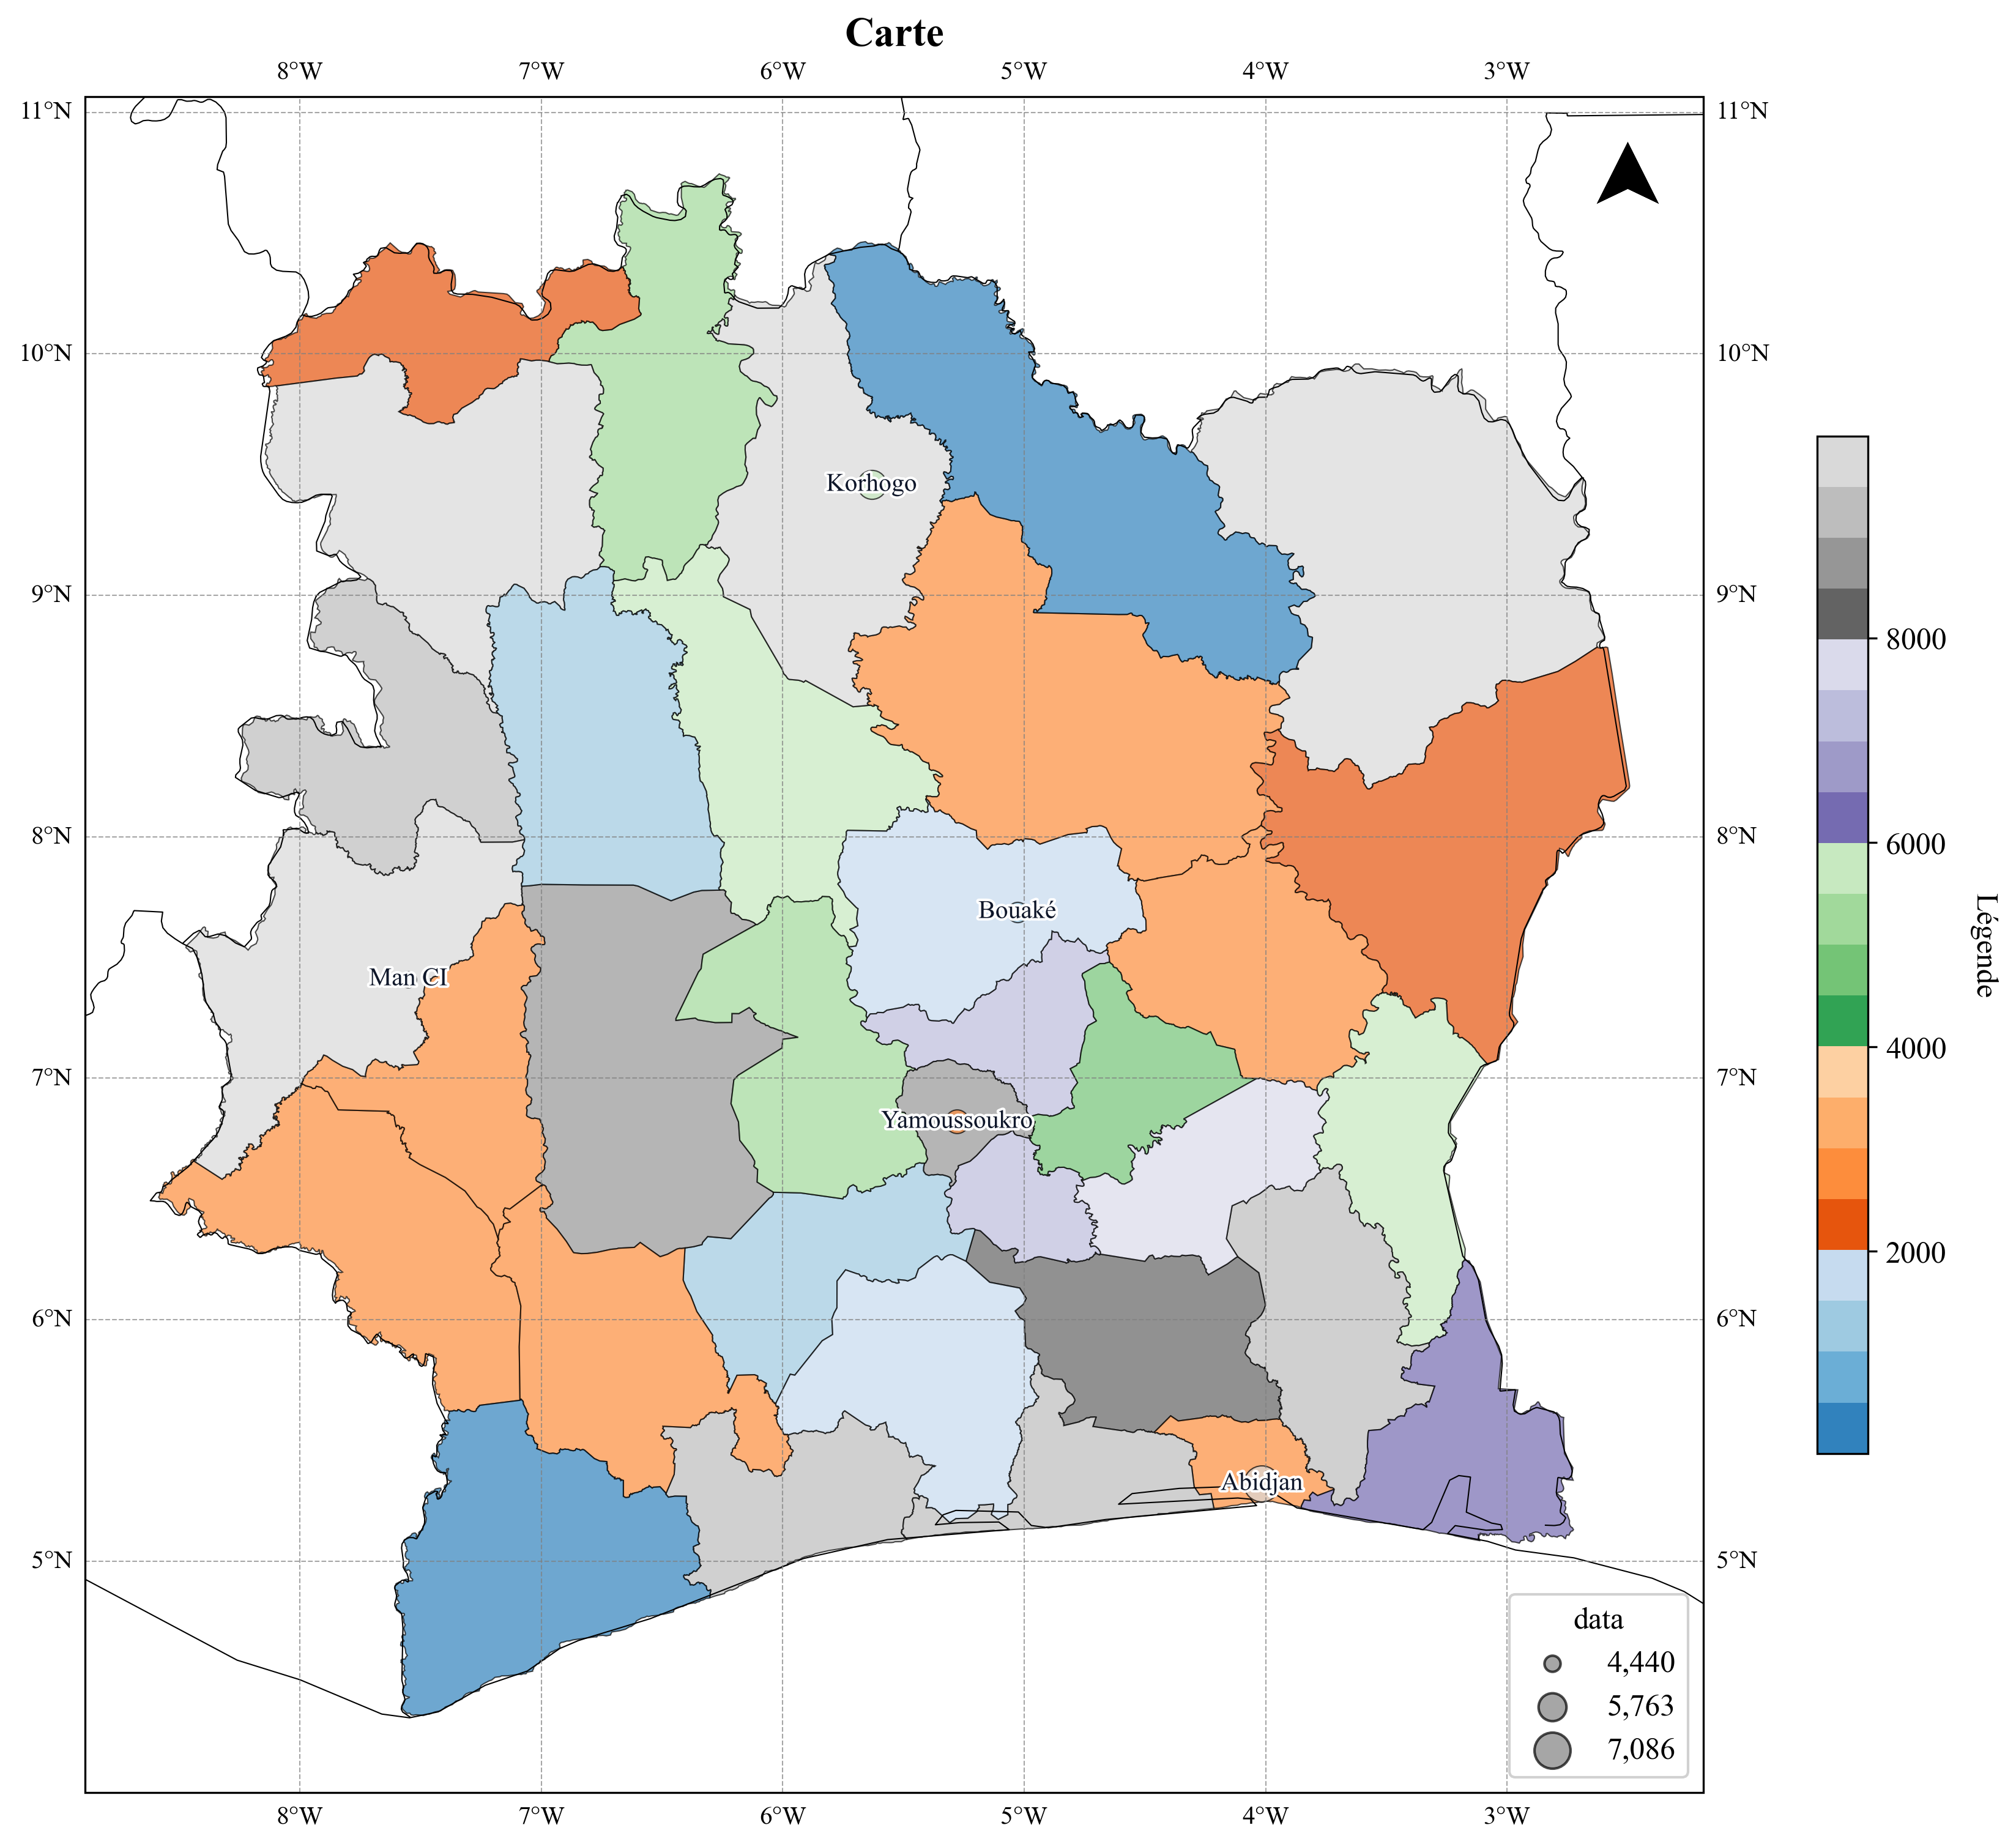 Carte
8°W 7°W 6°W 5°W 4°W 3°W
11°N 11°N
10°N 10°N
Korhogo
9°N 9°N
8000
8°N 8°N
6000
Bouaké
Légende
Man CI
4000
7°N 7°N
Yamoussoukro
2000
6°N 6°N
Abidjan
5°N 5°N
data
4,440
5,763
7,086
8°W 7°W 6°W 5°W 4°W 3°W